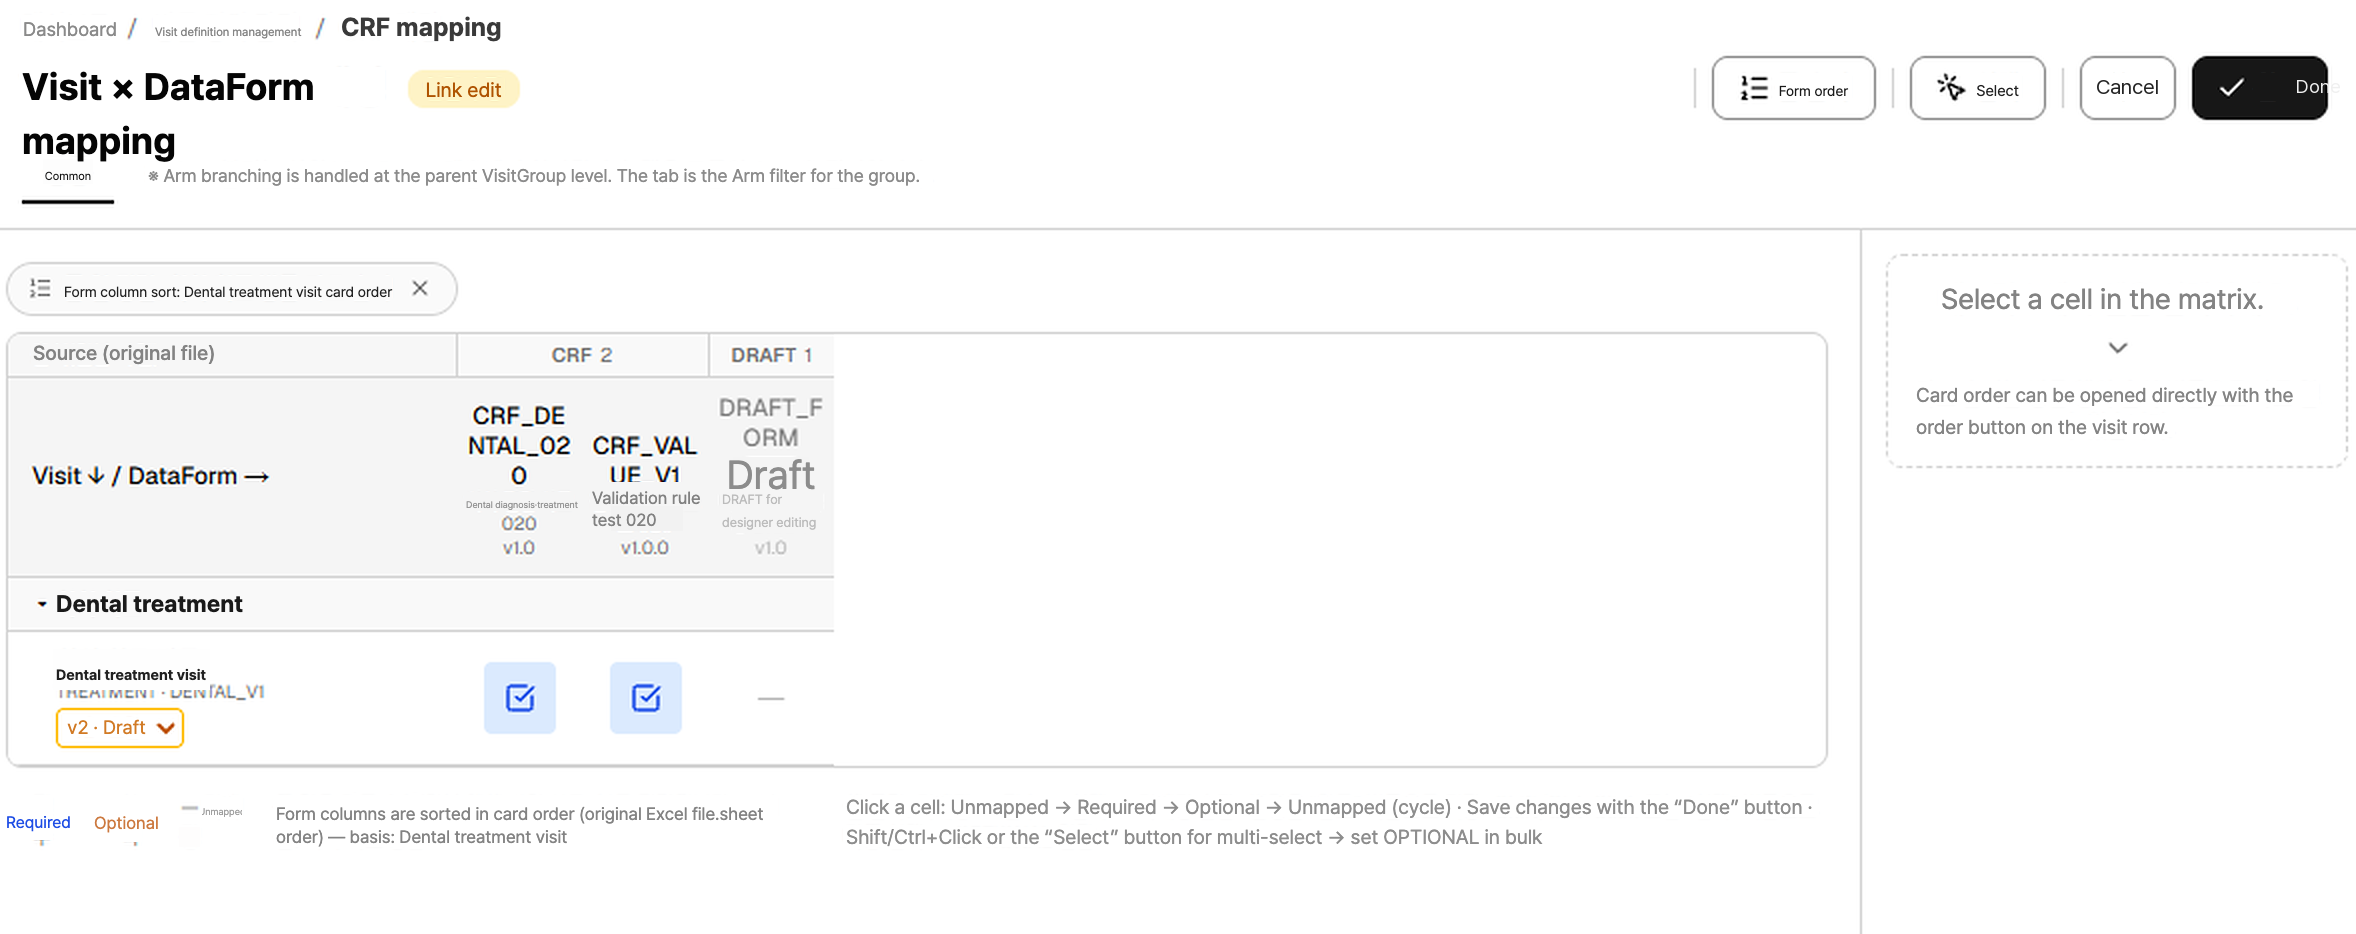 Dashboard / Visit definition management / CRF mapping
Visit × DataForm
mapping
Link edit
Form order
Select
Cancel
Done
Common
※ Arm branching is handled at the parent VisitGroup level. The tab is the Arm filter for the group.
Form column sort: Dental treatment visit card order
Source (original file)
CRF 2
DRAFT 1
Visit ↓ / DataForm →
CRF_DE
NTAL_02
0
Dental diagnosis·treatment
020
v1.0
CRF_VAL
UE_V1
Validation rule
test 020
v1.0.0
DRAFT_F
ORM
Draft
DRAFT for
designer editing
v1.0
Dental treatment
Dental treatment visit
TREATMENT · DENTAL_V1
v2 · Draft
Required
Optional
Unmapped
Form columns are sorted in card order (original Excel file.sheet
order) — basis: Dental treatment visit
Click a cell: Unmapped → Required → Optional → Unmapped (cycle) · Save changes with the “Done” button ·
Shift/Ctrl+Click or the “Select” button for multi-select → set OPTIONAL in bulk
Select a cell in the matrix.
Card order can be opened directly with the
order button on the visit row.